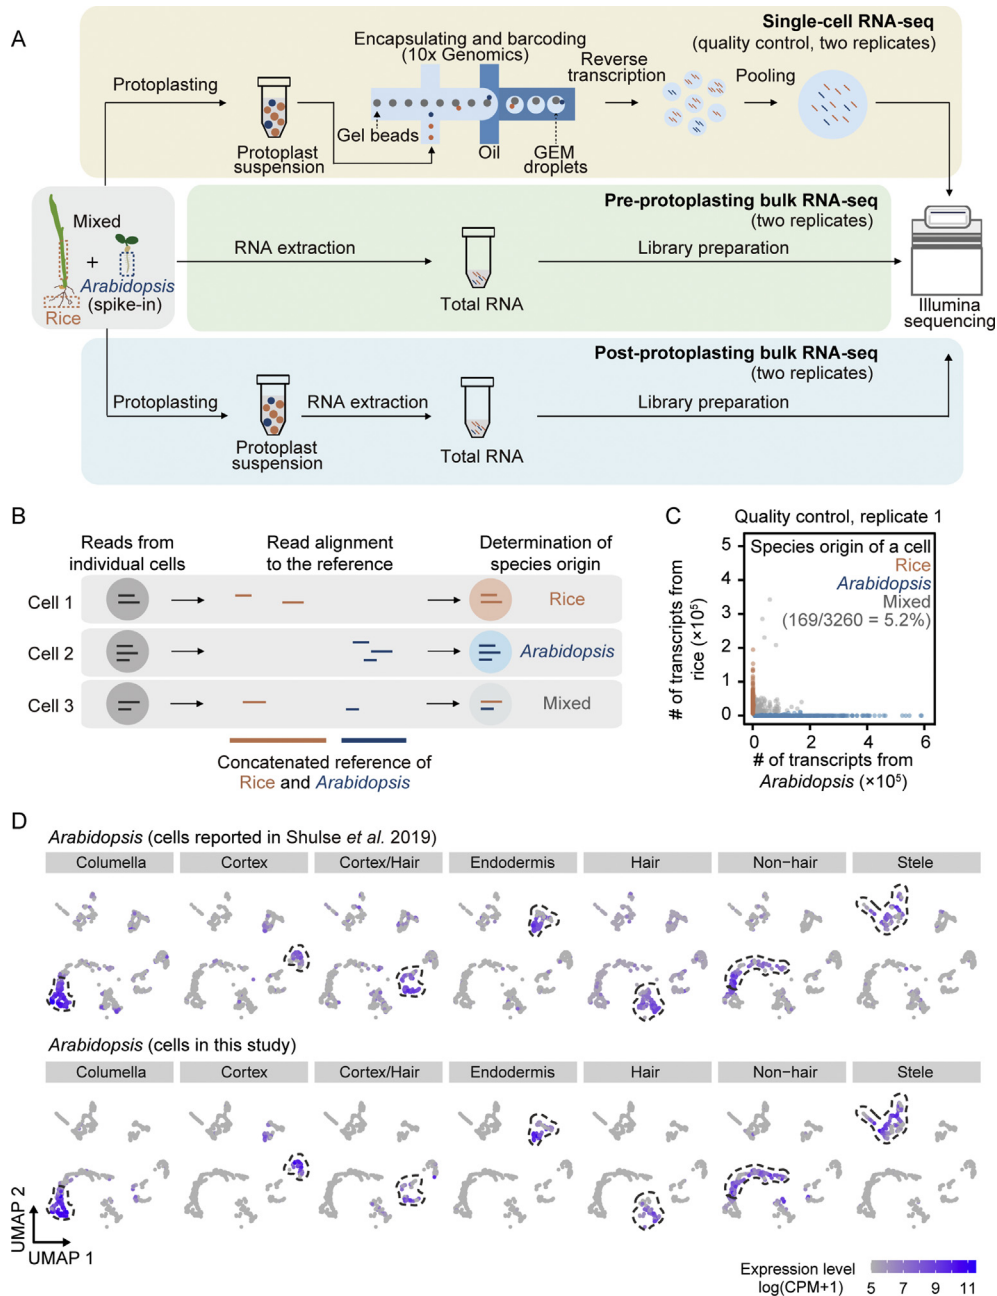 A
Single-cell RNA-seq
(quality control, two replicates)
Encapsulating and barcoding
(10x Genomics)
Reverse
transcription
Pooling
Protoplasting
Gel beads
Protoplast
suspension
Oil
GEM
droplets
Mixed
+
Arabidopsis
(spike-in)
Rice
Pre-protoplasting bulk RNA-seq
(two replicates)
RNA extraction
Library preparation
Total RNA
Illumina
sequencing
Post-protoplasting bulk RNA-seq
(two replicates)
Protoplasting
RNA extraction
Library preparation
Protoplast
suspension
Total RNA
B
Reads from
individual cells
Read alignment
to the reference
Determination of
species origin
Cell 1
Rice
Cell 2
Arabidopsis
Cell 3
Mixed
Concatenated reference of
Rice and Arabidopsis
C
Quality control, replicate 1
Species origin of a cell
Rice
Arabidopsis
Mixed
(169/3260 = 5.2%)
# of transcripts from
rice (×10⁵)
5
4
3
2
1
0
0 2 4 6
# of transcripts from
Arabidopsis (×10⁵)
D
Arabidopsis (cells reported in Shulse et al. 2019)
Columella Cortex Cortex/Hair Endodermis Hair Non−hair Stele
Arabidopsis (cells in this study)
Columella Cortex Cortex/Hair Endodermis Hair Non−hair Stele
UMAP 2
UMAP 1
Expression level
log(CPM+1)
5 7 9 11